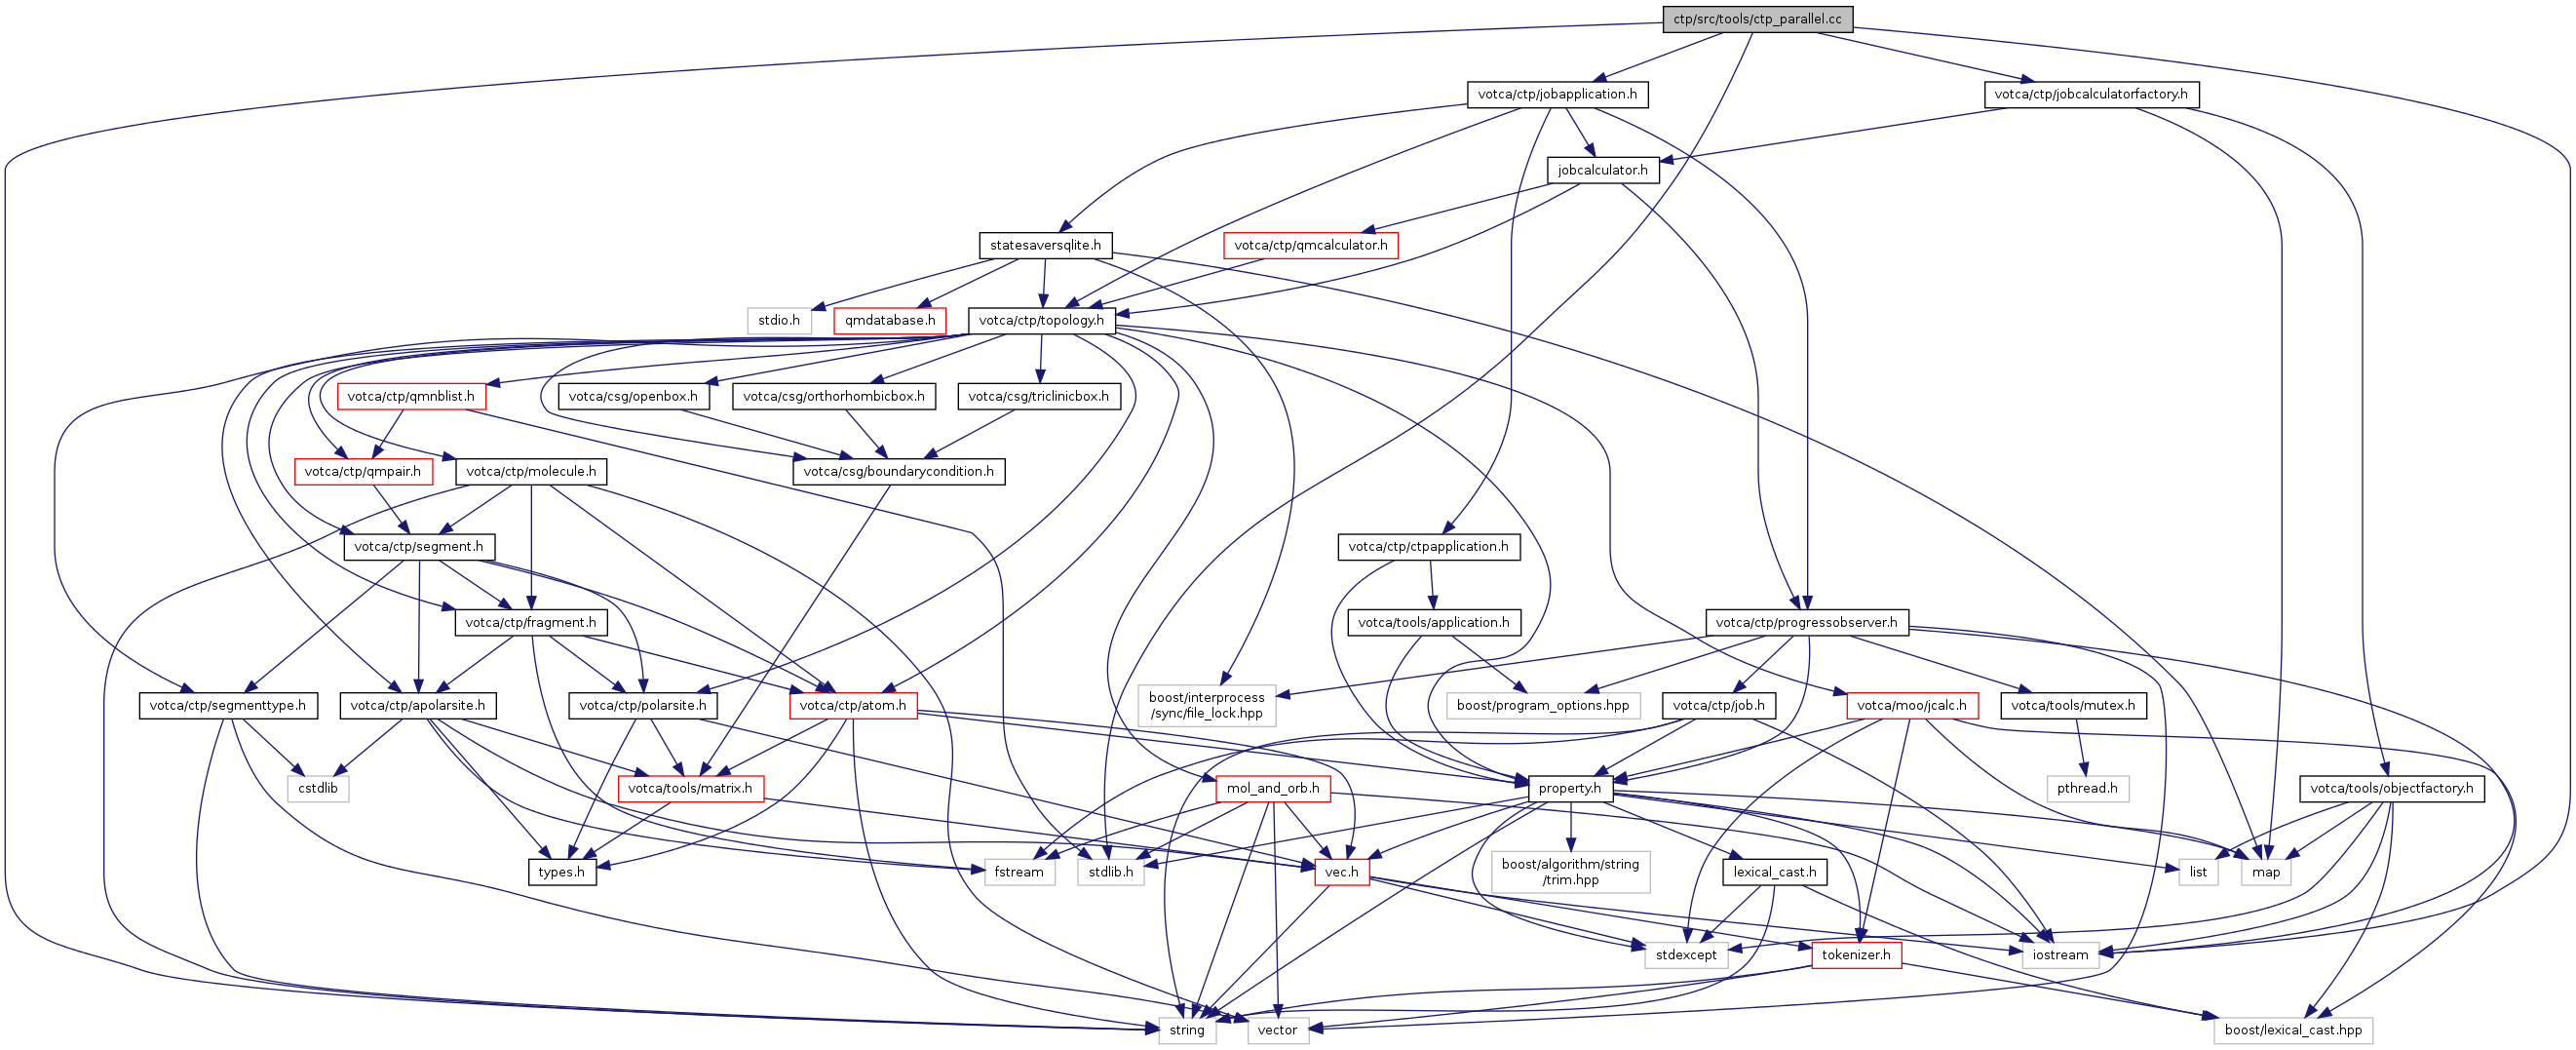 ctp/src/tools/ctp_parallel.cc
votca/ctp/jobapplication.h
votca/ctp/jobcalculatorfactory.h
jobcalculator.h
statesaversqlite.h
votca/ctp/qmcalculator.h
stdio.h
qmdatabase.h
votca/ctp/topology.h
votca/ctp/qmnblist.h
votca/csg/openbox.h
votca/csg/orthorhombicbox.h
votca/csg/triclinicbox.h
votca/ctp/qmpair.h
votca/ctp/molecule.h
votca/csg/boundarycondition.h
votca/ctp/segment.h
votca/ctp/ctpapplication.h
votca/ctp/fragment.h
votca/tools/application.h
votca/ctp/progressobserver.h
votca/ctp/segmenttype.h
votca/ctp/apolarsite.h
votca/ctp/polarsite.h
votca/ctp/atom.h
boost/interprocess
/sync/file_lock.hpp
boost/program_options.hpp
votca/ctp/job.h
votca/moo/jcalc.h
votca/tools/mutex.h
cstdlib
votca/tools/matrix.h
mol_and_orb.h
property.h
pthread.h
votca/tools/objectfactory.h
types.h
fstream
stdlib.h
vec.h
boost/algorithm/string
/trim.hpp
lexical_cast.h
list
map
stdexcept
tokenizer.h
iostream
string
vector
boost/lexical_cast.hpp